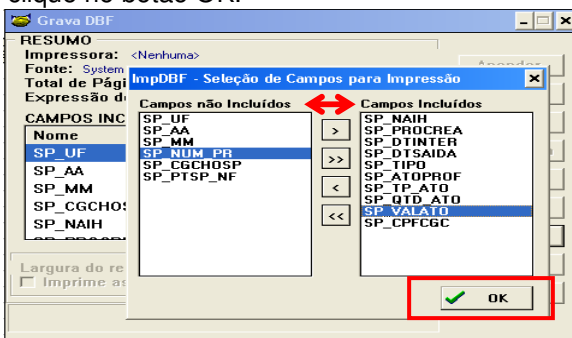 clique no botão OK.
Grava DBF
RESUMO
Impressora: <Nenhuma>
Fonte: System
Total de Pági
Expressão d
CAMPOS INC
Nome
SP_UF
SP_AA
SP_MM
SP_CGCHO
SP_NAIH
Largura do re
Imprime as
ImpDBF - Seleção de Campos para Impressão
Campos não Incluídos
SP_UF
SP_AA
SP_MM
SP_NUM_PR
SP_CGCHOSP
SP_PTSP_NF
>
>>
<
<<
Campos Incluídos
SP_NAIH
SP_PROCREA
SP_DTINTER
SP_DTSAIDA
SP_TIPO
SP_ATOPROF
SP_TP_ATO
SP_QTD_ATO
SP_VALATO
SP_CPFCGC
OK